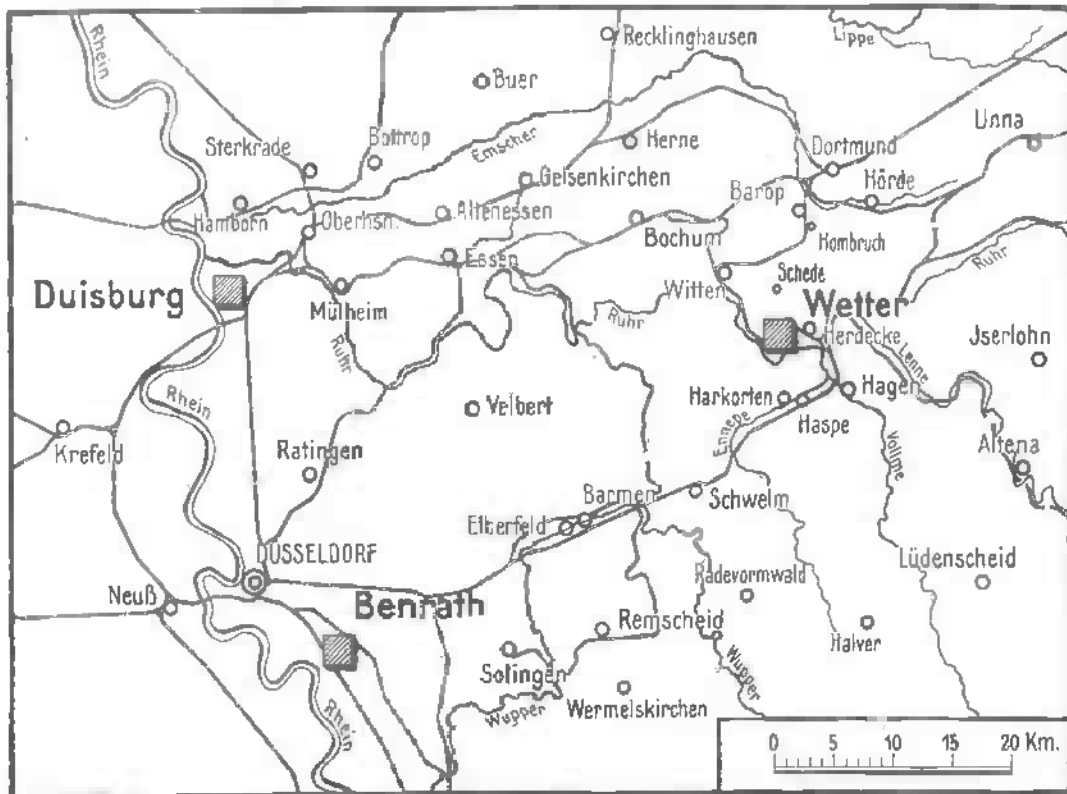 Rhein
Recklinghausen
Lippe
Buer
Unna
Emscher
Bottrop
Herne
Dortmund
Sterkrade
Gelsenkirchen
Hörde
Barop
Hamborn
Oberhsn.
Altenessen
Bochum
Hombruch
Essen
Schede
Ruhr
Duisburg
Mülheim
Witten
Wetter
Ruhr
Herdecke
Jserlohn
Ruhr
Lenne
Rhein
Velbert
Harkorten
Hagen
Haspe
Krefeld
Ratingen
Ennepe
Volme
Altena
Barmen
Schwelm
Elberfeld
DÜSSELDORF
Lüdenscheid
Radevormwald
Neuß
Benrath
Remscheid
Halver
Solingen
Wupper
Wupper
Wermelskirchen
Rhein
0 5 10 15 20 Km.